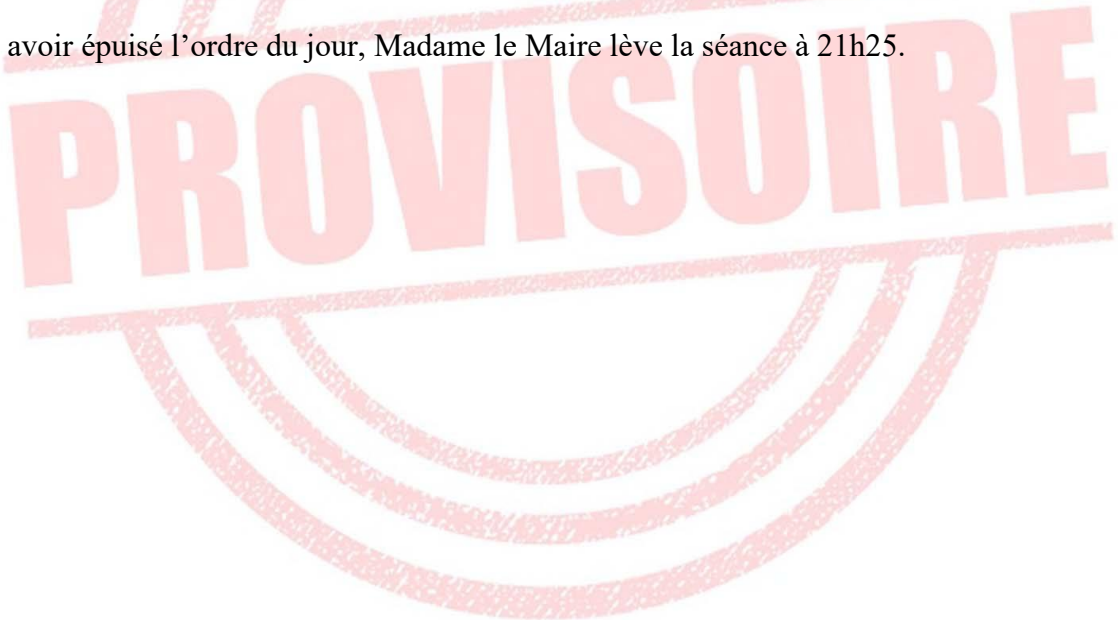 avoir épuisé l’ordre du jour, Madame le Maire lève la séance à 21h25.
PROVISOIRE